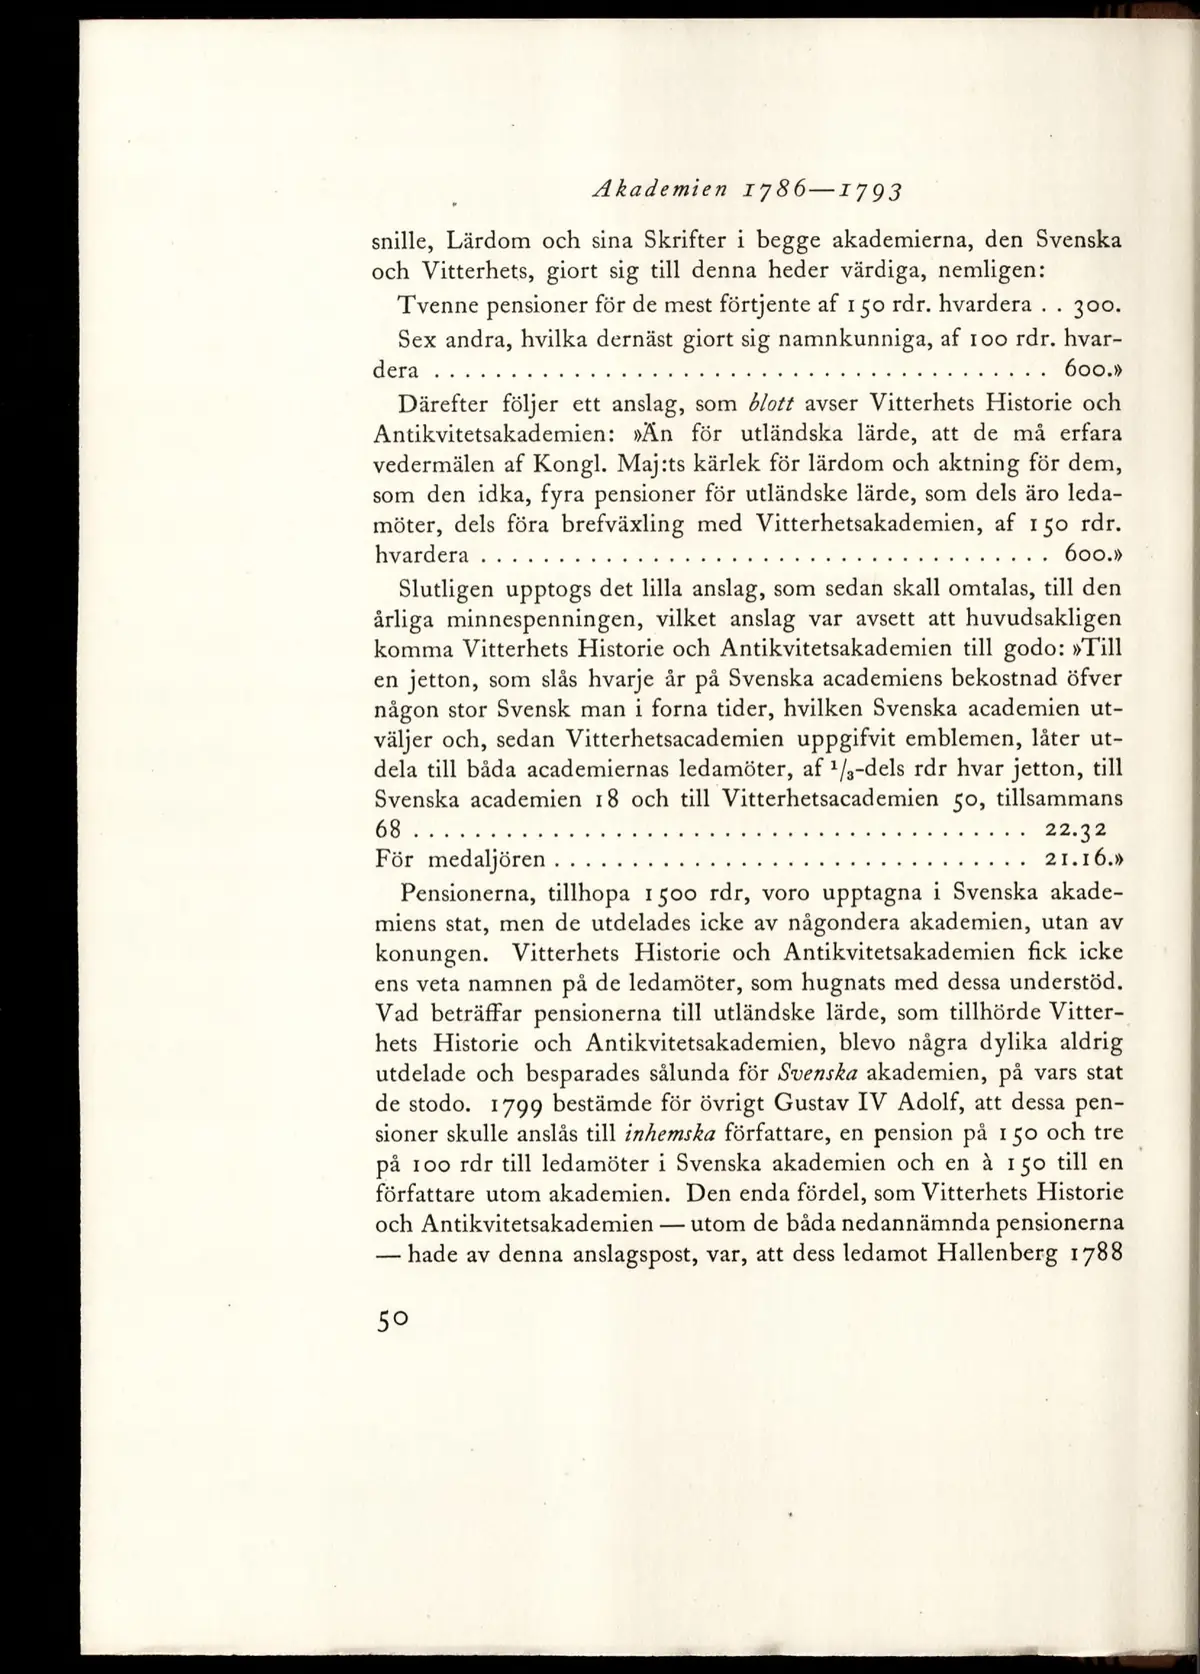 Akademien 1786—1793
snille, Lärdom och sina Skrifter i begge akademierna, den Svenska
och Vitterhets, giort sig till denna heder värdiga, nemligen:
Tvenne pensioner för de mest förtjente af 150 rdr. hvardera . . 300.
Sex andra, hvilka dernäst giort sig namnkunniga, af 100 rdr. hvar-
dera . . . . . . . . . . . . . . . . . . . . . . . . . . . . . . . . . . . . . . . . 600.»
Därefter följer ett anslag, som blott avser Vitterhets Historie och
Antikvitetsakademien: »Än för utländska lärde, att de må erfara
vedermälen af Kongl. Maj:ts kärlek för lärdom och aktning för dem,
som den idka, fyra pensioner för utländske lärde, som dels äro leda-
möter, dels föra brefväxling med Vitterhetsakademien, af 150 rdr.
hvardera . . . . . . . . . . . . . . . . . . . . . . . . . . . . . . . . . . . . . 600.»
Slutligen upptogs det lilla anslag, som sedan skall omtalas, till den
årliga minnespenningen, vilket anslag var avsett att huvudsakligen
komma Vitterhets Historie och Antikvitetsakademien till godo: »Till
en jetton, som slås hvarje år på Svenska academiens bekostnad öfver
någon stor Svensk man i forna tider, hvilken Svenska academien ut-
väljer och, sedan Vitterhetsacademien uppgifvit emblemen, låter ut-
dela till båda academiernas ledamöter, af 1/3-dels rdr hvar jetton, till
Svenska academien 18 och till Vitterhetsacademien 50, tillsammans
68 . . . . . . . . . . . . . . . . . . . . . . . . . . . . . . . . . . . . . . . . 22.32
För medaljören . . . . . . . . . . . . . . . . . . . . . . . . . . . . . . . 21.16.»
Pensionerna, tillhopa 1500 rdr, voro upptagna i Svenska akade-
miens stat, men de utdelades icke av någondera akademien, utan av
konungen. Vitterhets Historie och Antikvitetsakademien fick icke
ens veta namnen på de ledamöter, som hugnats med dessa understöd.
Vad beträffar pensionerna till utländske lärde, som tillhörde Vitter-
hets Historie och Antikvitetsakademien, blevo några dylika aldrig
utdelade och besparades sålunda för Svenska akademien, på vars stat
de stodo. 1799 bestämde för övrigt Gustav IV Adolf, att dessa pen-
sioner skulle anslås till inhemska författare, en pension på 150 och tre
på 100 rdr till ledamöter i Svenska akademien och en à 150 till en
författare utom akademien. Den enda fördel, som Vitterhets Historie
och Antikvitetsakademien — utom de båda nedannämnda pensionerna
— hade av denna anslagspost, var, att dess ledamot Hallenberg 1788
50